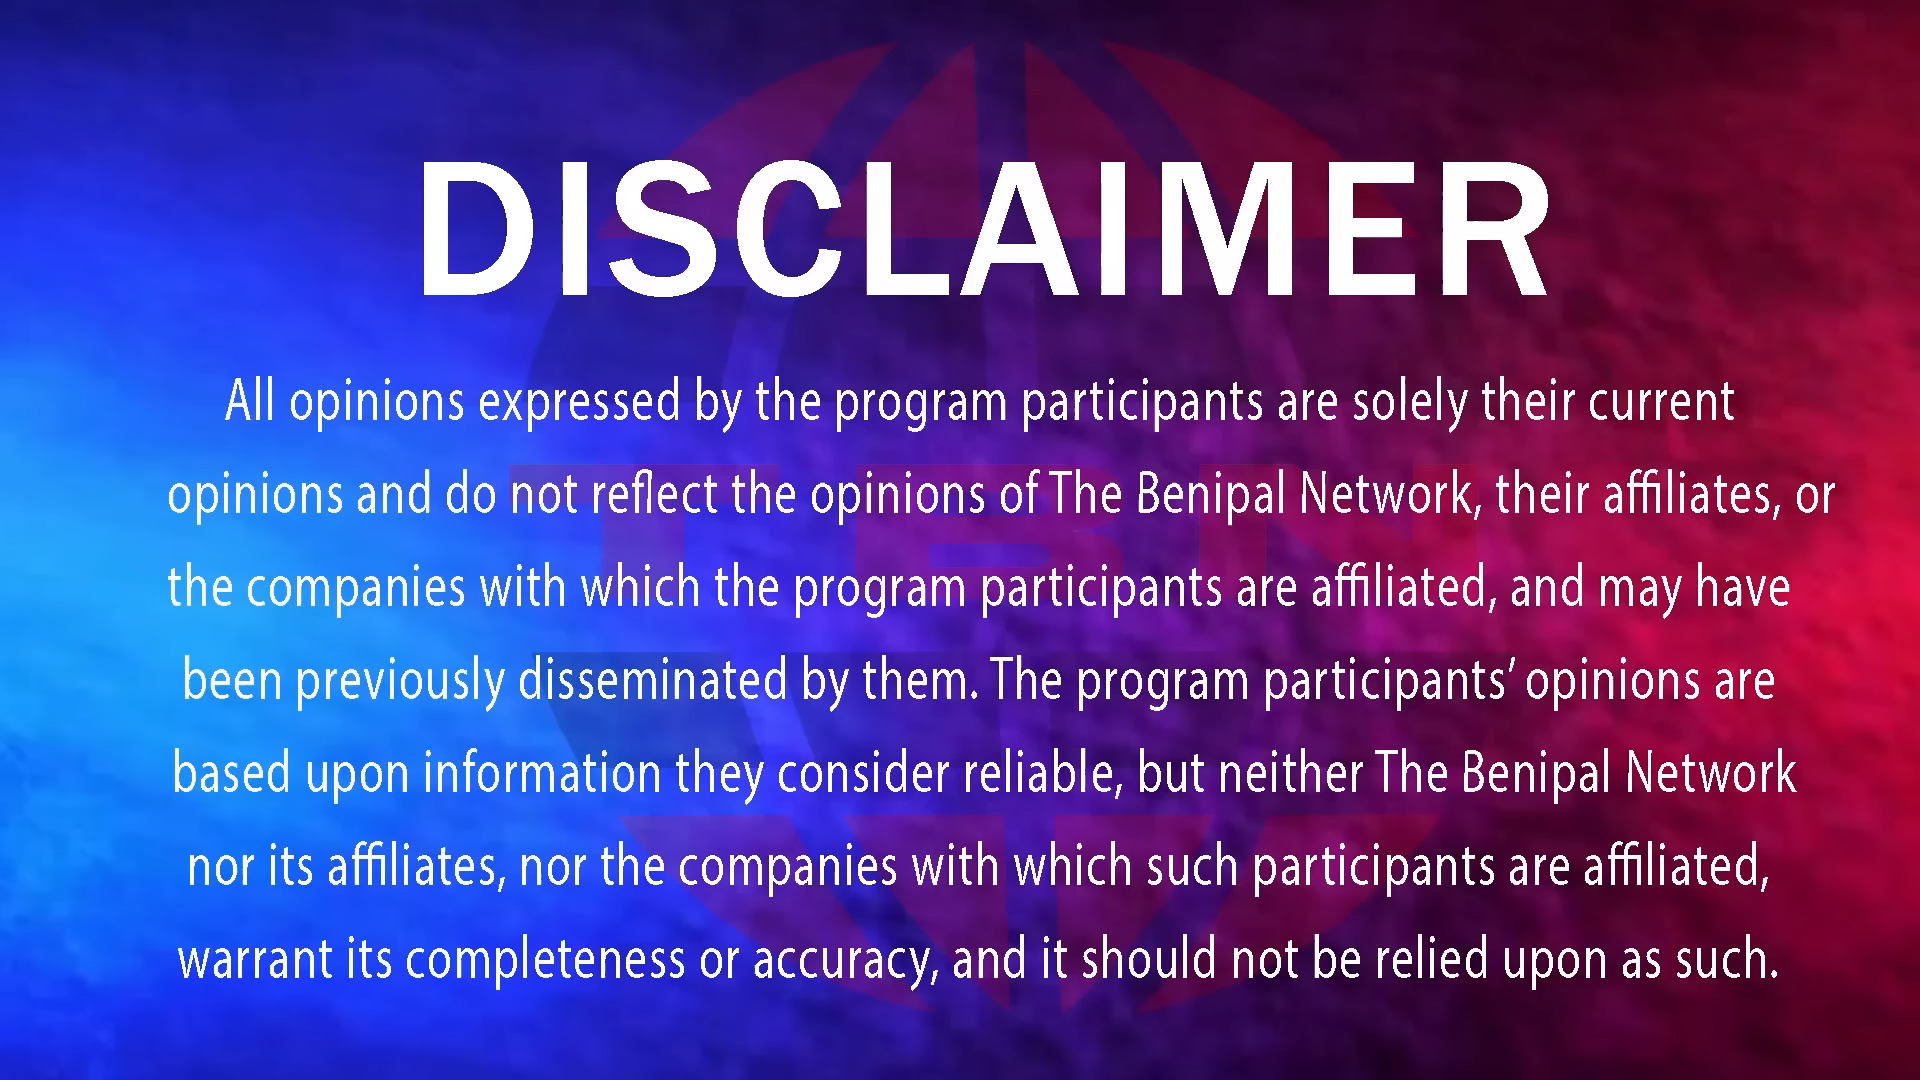 DISCLAIMER
All opinions expressed by the program participants are solely their current
opinions and do not reflect the opinions of The Benipal Network, their affiliates, or
the companies with which the program participants are affiliated, and may have
been previously disseminated by them. The program participants’ opinions are
based upon information they consider reliable, but neither The Benipal Network
nor its affiliates, nor the companies with which such participants are affiliated,
warrant its completeness or accuracy, and it should not be relied upon as such.
TBN